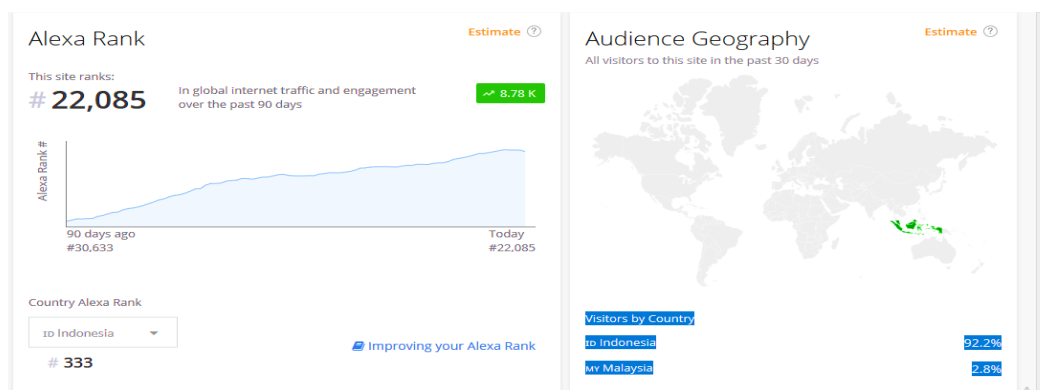 Alexa Rank
Estimate ?
This site ranks:
# 22,085
In global internet traffic and engagement
over the past 90 days
8.78 K
Alexa Rank #
90 days ago
#30,633
Today
#22,085
Country Alexa Rank
ID Indonesia
# 333
Improving your Alexa Rank
Audience Geography
Estimate ?
All visitors to this site in the past 30 days
Visitors by Country
ID Indonesia 92.2%
MY Malaysia 2.8%